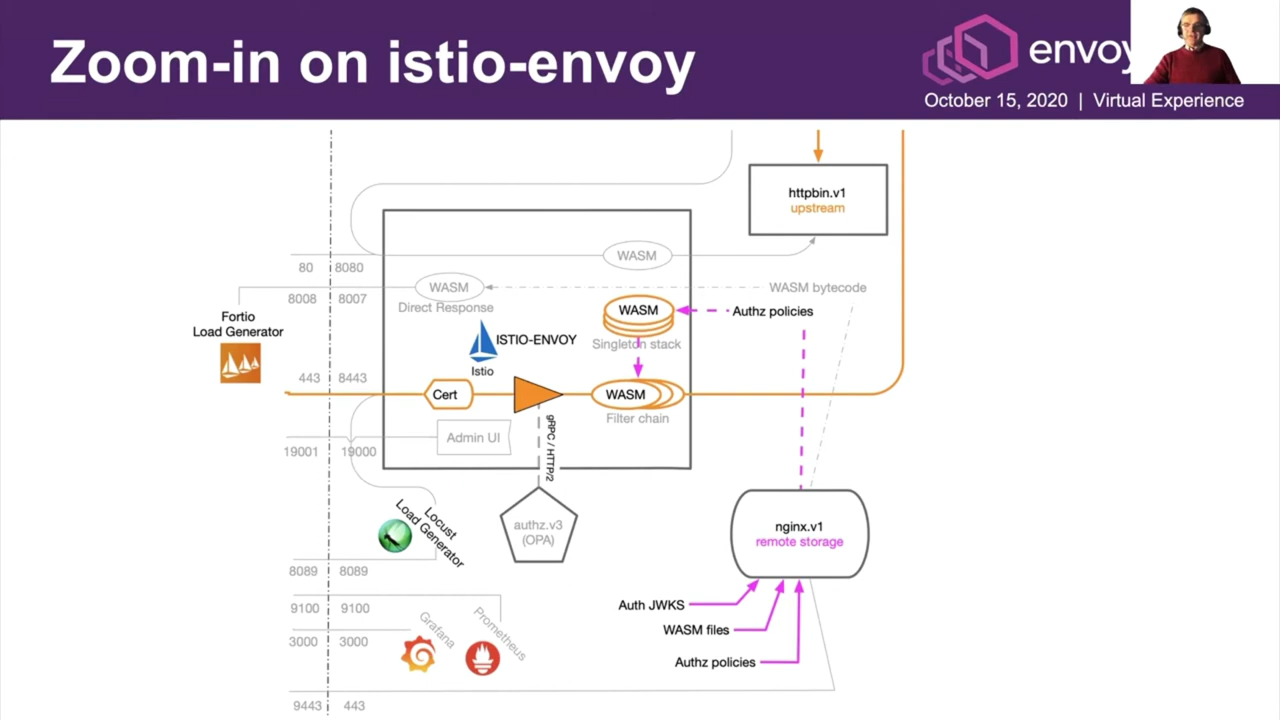 Zoom-in on istio-envoy
envoy
October 15, 2020 | Virtual Experience
httpbin.v1
upstream
WASM
80 8080
WASM
WASM bytecode
8008 8007
Direct Response
WASM
Authz policies
Fortio
Load Generator
ISTIO-ENVOY
Singleton stack
Istio
443 8443
Cert
WASM
Filter chain
gRPC / HTTP/2
Admin UI
19001 19000
Locust
Load Generator
authz.v3
(OPA)
nginx.v1
remote storage
8089 8089
Auth JWKS
9100 9100
WASM files
3000 3000
Grafana
Prometheus
Authz policies
9443 443